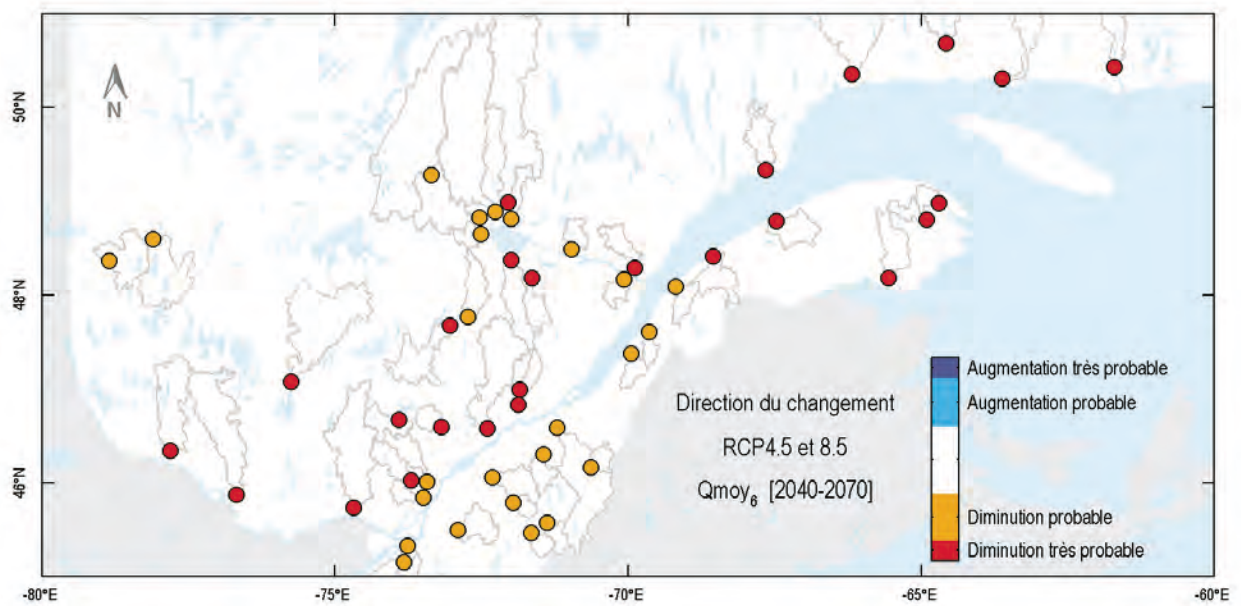 50°N
48°N
46°N
N
Direction du changement
RCP4.5 et 8.5
Qmoy6 [2040-2070]
Augmentation très probable
Augmentation probable
Diminution probable
Diminution très probable
-80°E
-75°E
-70°E
-65°E
-60°E